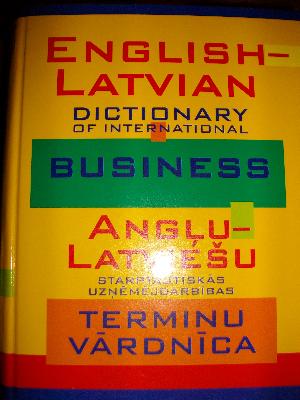 ENGLISH–
LATVIAN
DICTIONARY
OF INTERNATIONAL
BUSINESS
ANGĻU–
LATVIEŠU
STARPTAUTISKĀS
UZŅĒMĒJDARBĪBAS
TERMINU
VĀRDNĪCA